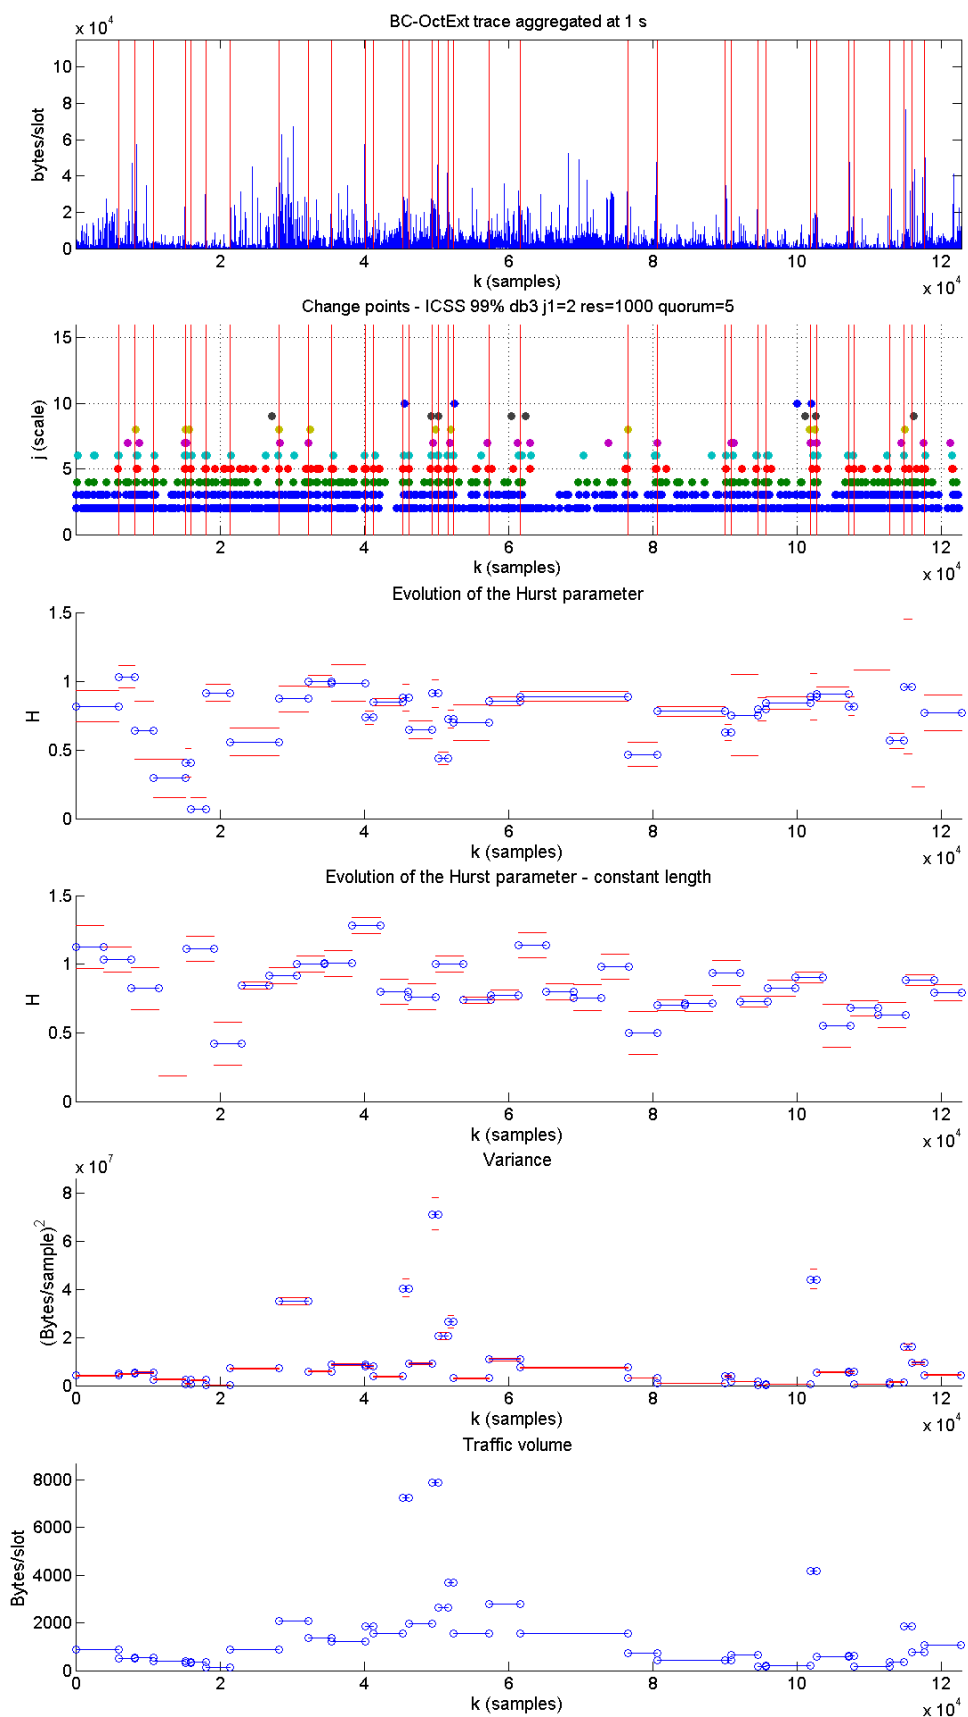 BC-OctExt trace aggregated at 1 s
x 10^4
10
8
6
4
2
0
bytes/slot
2 4 6 8 10 12
k (samples)
x 10^4
Change points - ICSS 99% db3 j1=2 res=1000 quorum=5
15
10
5
0
j (scale)
2 4 6 8 10 12
k (samples)
x 10^4
Evolution of the Hurst parameter
1.5
1
0.5
0
H
2 4 6 8 10 12
k (samples)
x 10^4
Evolution of the Hurst parameter - constant length
1.5
1
0.5
0
H
2 4 6 8 10 12
k (samples)
x 10^4
Variance
x 10^7
8
6
4
2
0
(Bytes/sample)^2
0 2 4 6 8 10 12
k (samples)
x 10^4
Traffic volume
8000
6000
4000
2000
0
Bytes/slot
0 2 4 6 8 10 12
k (samples)
x 10^4